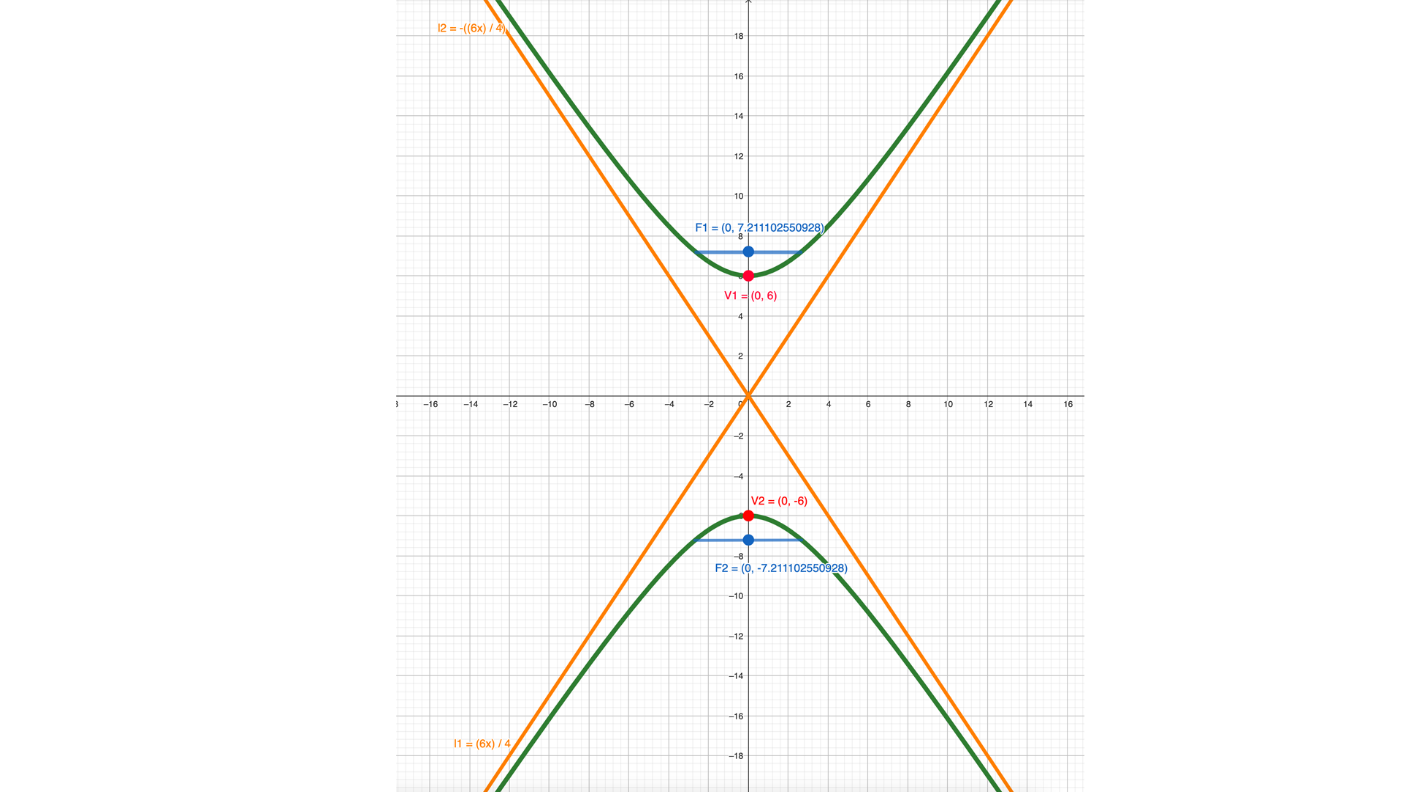 l2 = -((6x) / 4)
18
16
14
12
10
F1 = (0, 7.211102550928)
8
6
V1 = (0, 6)
4
2
–16 –14 –12 –10 –8 –6 –4 –2 0 2 4 6 8 10 12 14 16
–2
–4
V2 = (0, -6)
–8
F2 = (0, -7.211102550928)
–10
–12
–14
–16
l1 = (6x) / 4
–18